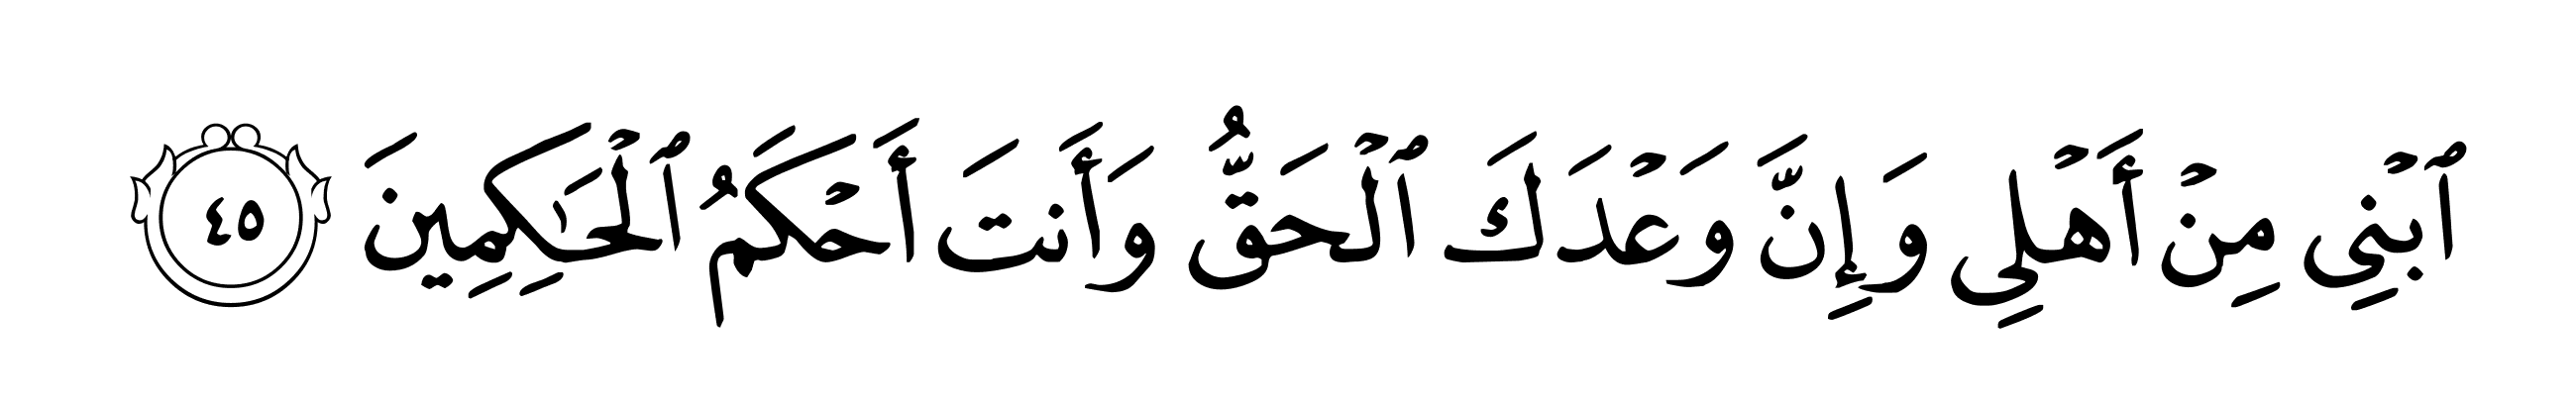 ٱبْنِي مِنْ أَهْلِي وَإِنَّ وَعْدَكَ ٱلْحَقُّ وَأَنتَ أَحْكَمُ ٱلْحَـٰكِمِينَ ٤٥